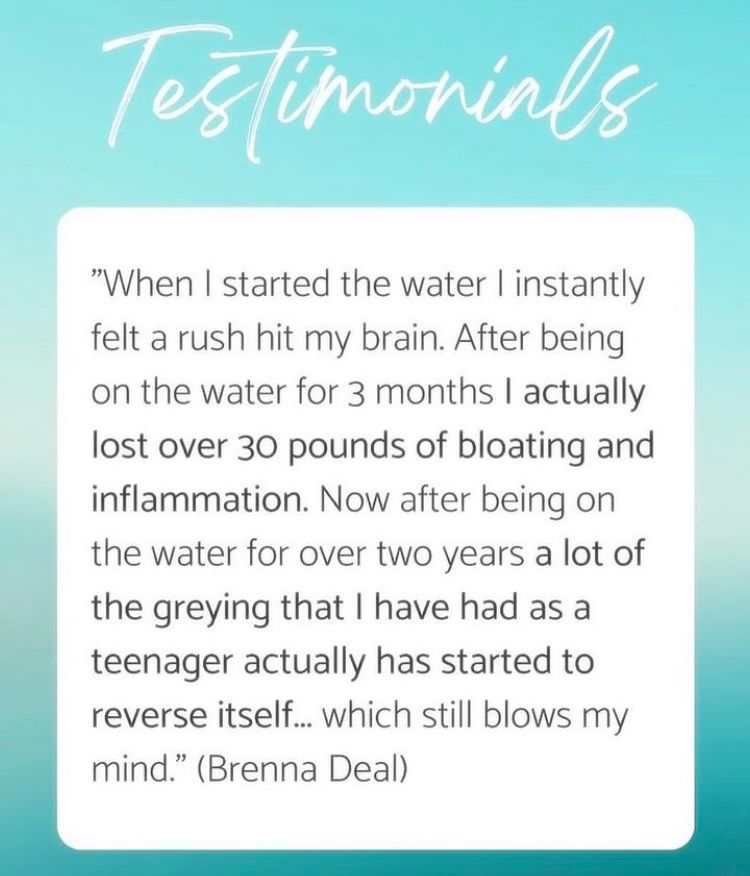 Testimonials
”When I started the water I instantly
felt a rush hit my brain. After being
on the water for 3 months I actually
lost over 30 pounds of bloating and
inflammation. Now after being on
the water for over two years a lot of
the greying that I have had as a
teenager actually has started to
reverse itself... which still blows my
mind.” (Brenna Deal)